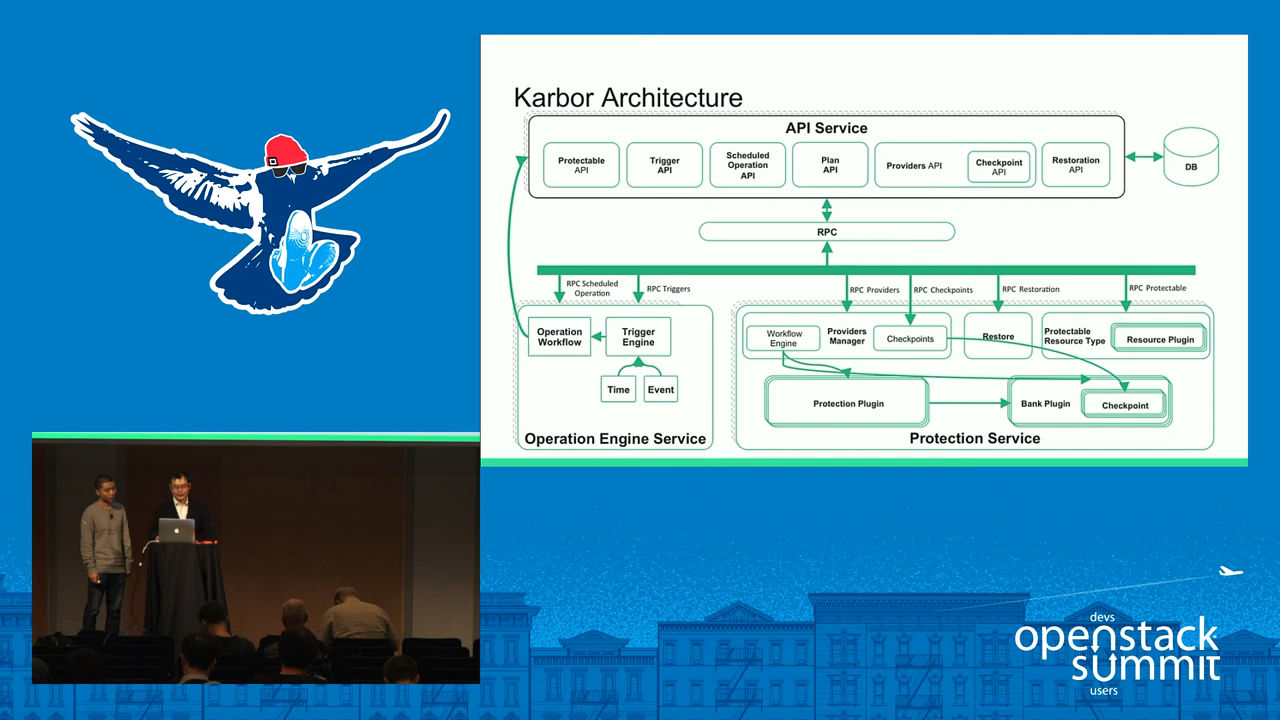 Karbor Architecture
API Service
Protectable
API
Trigger
API
Scheduled
Operation
API
Plan
API
Providers API
Checkpoint
API
Restoration
API
DB
RPC
RPC Scheduled
Operation
RPC Triggers
RPC Providers
RPC Checkpoints
RPC Restoration
RPC Protectable
Operation
Workflow
Trigger
Engine
Time
Event
Operation Engine Service
Workflow
Engine
Providers
Manager
Checkpoints
Restore
Protectable
Resource Type
Resource Plugin
Protection Plugin
Bank Plugin
Checkpoint
Protection Service
devs
openstack
summit
users